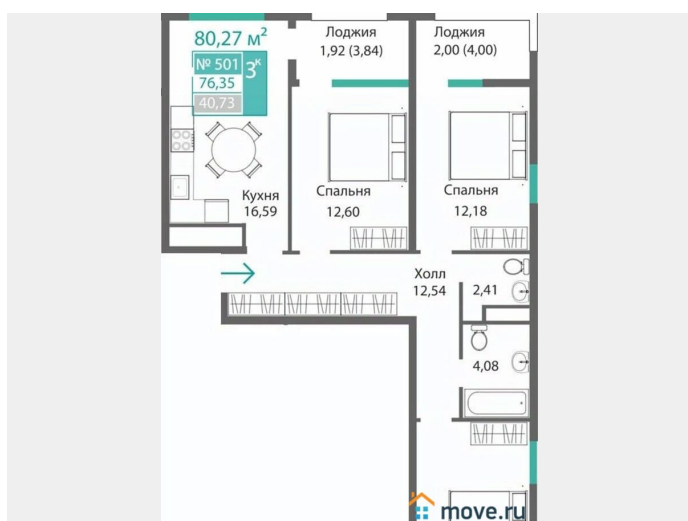 80,27 м²
№ 501
3к
76,35
40,73
Лоджия
1,92 (3,84)
Лоджия
2,00 (4,00)
Кухня
16,59
Спальня
12,60
Спальня
12,18
Холл
12,54
2,41
4,08
move.ru